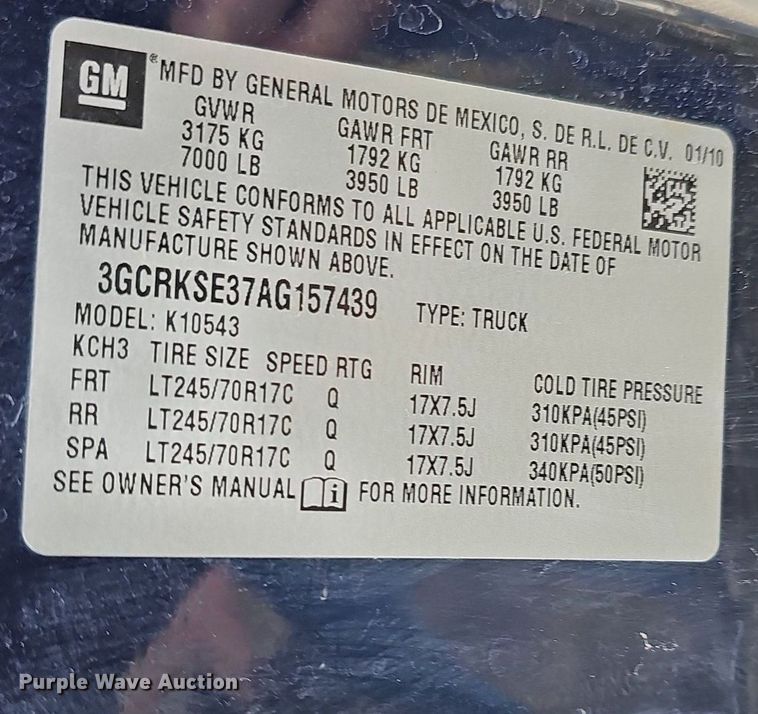 GM
®MFD BY GENERAL MOTORS DE MEXICO, S. DE R.L. DE C.V. 01/10
GVWR GAWR FRT GAWR RR
3175 KG 1792 KG 1792 KG
7000 LB 3950 LB 3950 LB
THIS VEHICLE CONFORMS TO ALL APPLICABLE U.S. FEDERAL MOTOR
VEHICLE SAFETY STANDARDS IN EFFECT ON THE DATE OF
MANUFACTURE SHOWN ABOVE.
3GCRKSE37AG157439 TYPE: TRUCK
MODEL: K10543
KCH3 TIRE SIZE SPEED RTG RIM COLD TIRE PRESSURE
FRT LT245/70R17C Q 17X7.5J 310KPA(45PSI)
RR LT245/70R17C Q 17X7.5J 310KPA(45PSI)
SPA LT245/70R17C Q 17X7.5J 340KPA(50PSI)
SEE OWNER'S MANUAL i FOR MORE INFORMATION.
Purple Wave Auction